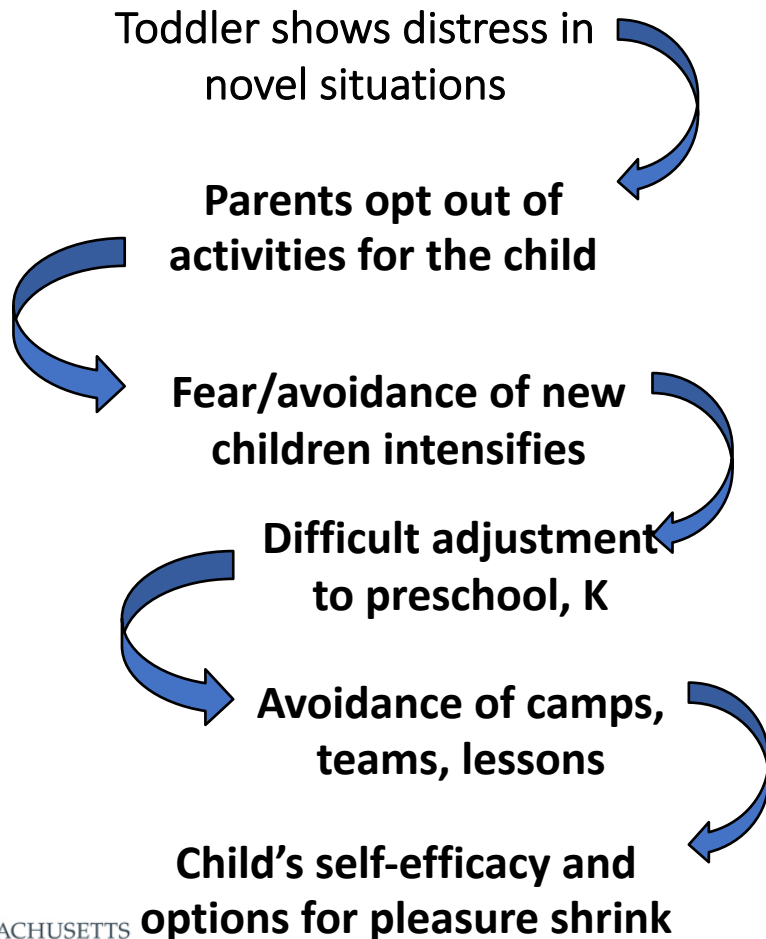 Toddler shows distress in
novel situations
Parents opt out of
activities for the child
Fear/avoidance of new
children intensifies
Difficult adjustment
to preschool, K
Avoidance of camps,
teams, lessons
Child's self-efficacy and
ACHUSETTS options for pleasure shrink